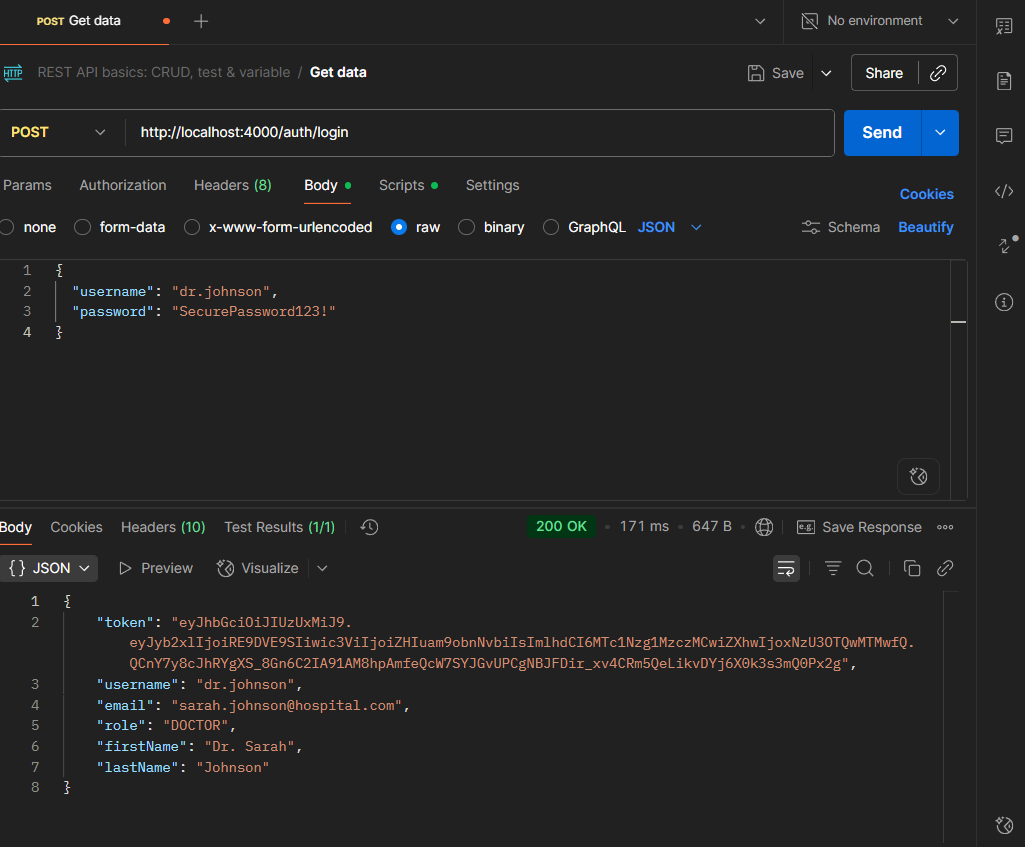 POST Get data
No environment
HTTP REST API basics: CRUD, test & variable / Get data
Save Share
POST http://localhost:4000/auth/login Send
Params Authorization Headers (8) Body Scripts Settings Cookies
none form-data x-www-form-urlencoded raw binary GraphQL JSON Schema Beautify
1 {
2 "username": "dr.johnson",
3 "password": "SecurePassword123!"
4 }
Body Cookies Headers (10) Test Results (1/1) 200 OK 171 ms 647 B e.g. Save Response
{} JSON Preview Visualize
1 {
2 "token": "eyJhbGciOiJIUzUxMiJ9.
eyJyb2xlIjoiRE9DVE9SIiwic3ViIjoiZHIuam9obnNvbiIsImlhdCI6MTc1Nzg1MzczMCwiZXhwIjoxNzU3OTQwMTMwfQ.
QCnY7y8cJhRYgXS_8Gn6C2IA91AM8hpAmfeQcW7SYJGvUPCgNBJFDir_xv4CRm5QeLikvDYj6X0k3s3mQ0Px2g",
3 "username": "dr.johnson",
4 "email": "sarah.johnson@hospital.com",
5 "role": "DOCTOR",
6 "firstName": "Dr. Sarah",
7 "lastName": "Johnson"
8 }